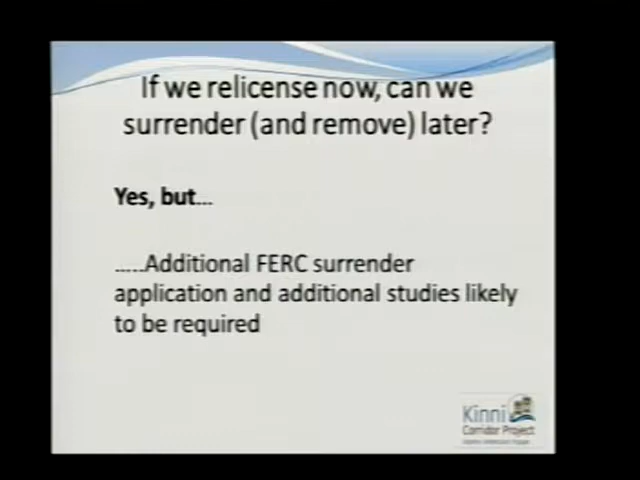 If we relicense now, can we
surrender (and remove) later?
Yes, but...
.....Additional FERC surrender
application and additional studies likely
to be required
Kinni
Corridor Project